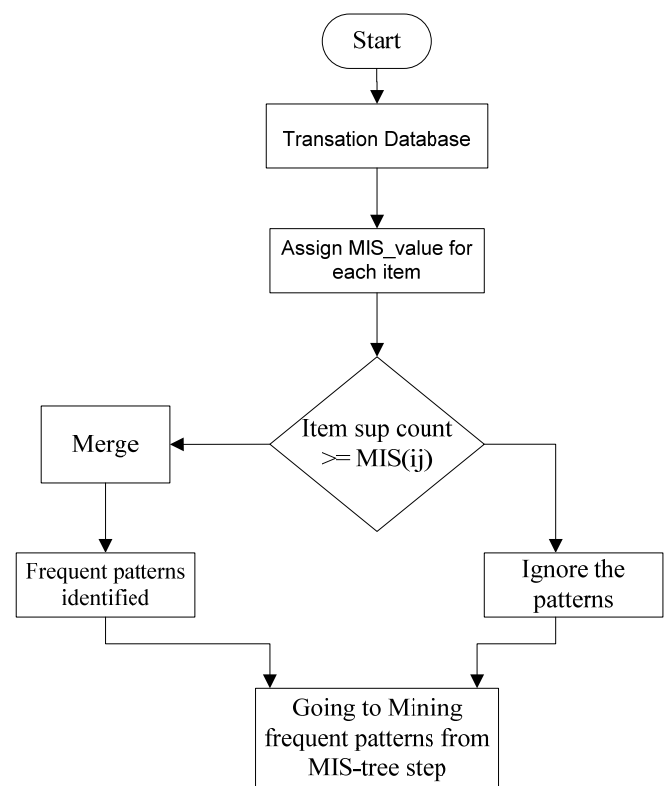 Start
Transation Database
Assign MIS_value for
each item
Item sup count
>= MIS(ij)
Merge
Frequent patterns
identified
Ignore the
patterns
Going to Mining
frequent patterns from
MIS-tree step